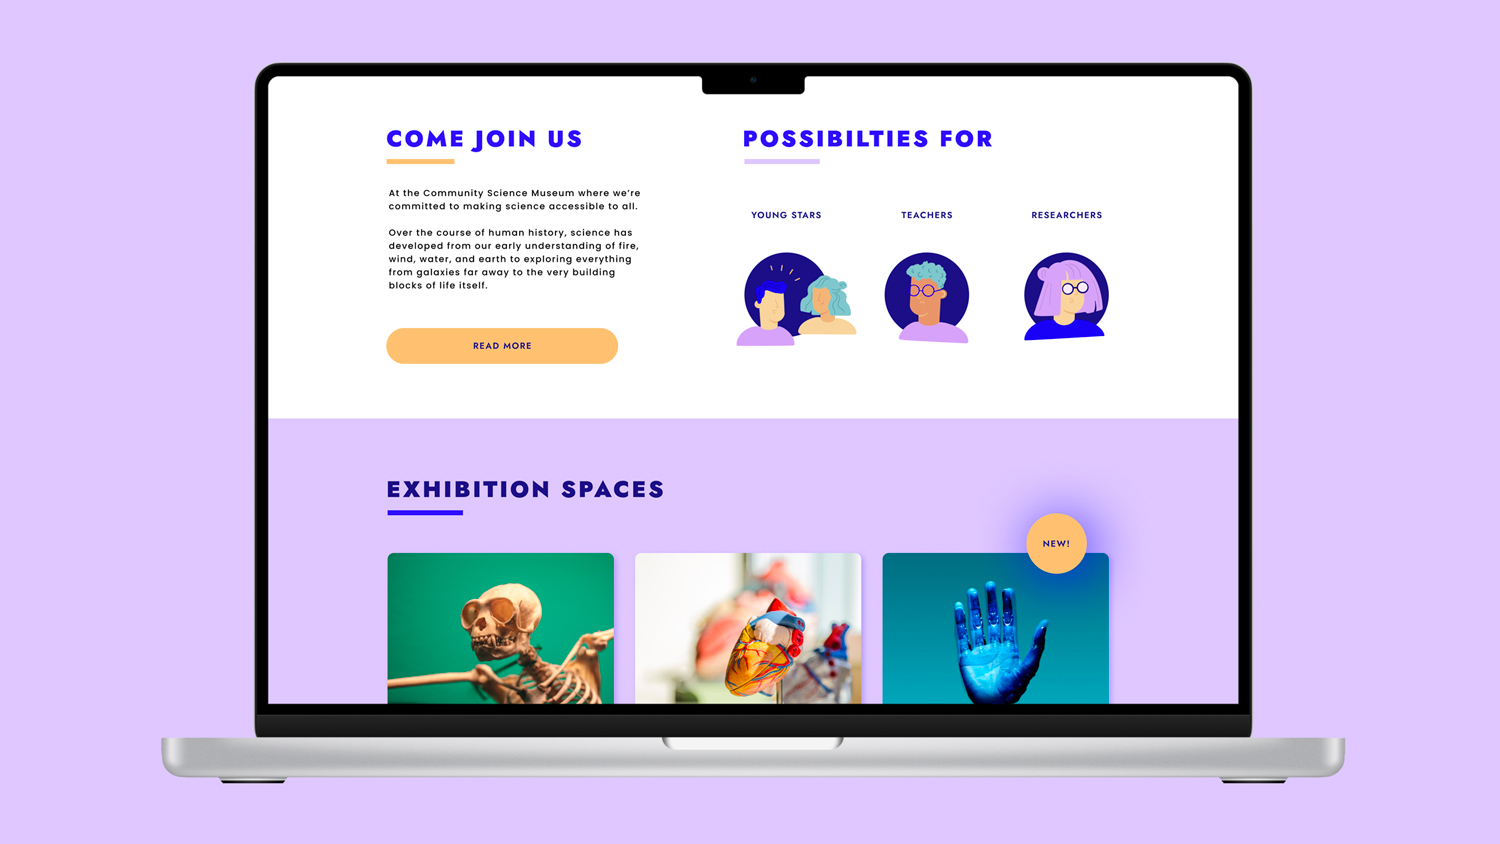 COME JOIN US
At the Community Science Museum where we're
committed to making science accessible to all.
Over the course of human history, science has
developed from our early understanding of fire,
wind, water, and earth to exploring everything
from galaxies far away to the very building
blocks of life itself.
READ MORE
POSSIBILTIES FOR
YOUNG STARS
TEACHERS
RESEARCHERS
EXHIBITION SPACES
NEW!